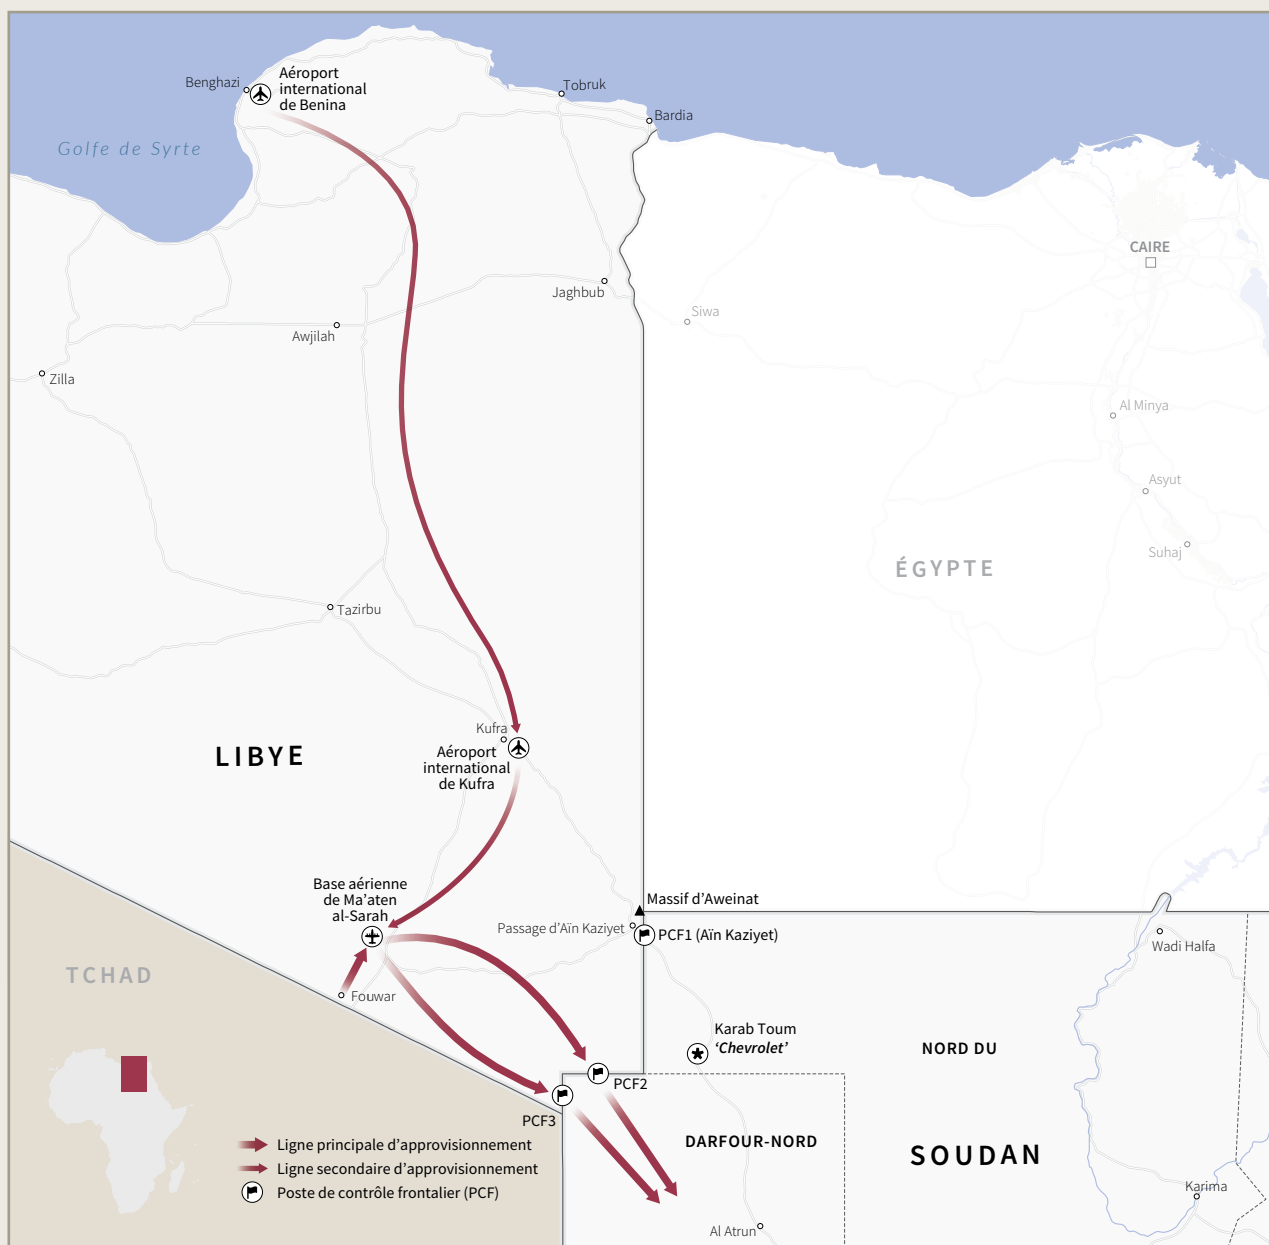 Benghazi
Aéroport
international
de Benina
Tobruk
Bardia
Golfe de Syrte
CAIRE
Jaghbub
Siwa
Awjilah
Zilla
Al Minya
Asyut
Suhaj
ÉGYPTE
Tazirbu
Kufra
Aéroport
international
de Kufra
LIBYE
Base aérienne
de Ma’aten
al-Sarah
Massif d’Aweinat
Passage d’Aïn Kaziyet
PCF1 (Aïn Kaziyet)
Wadi Halfa
TCHAD
Fouwar
Karab Toum
‘Chevrolet’
NORD DU
PCF2
PCF3
DARFOUR-NORD
SOUDAN
Ligne principale d’approvisionnement
Ligne secondaire d’approvisionnement
Poste de contrôle frontalier (PCF)
Karima
Al Atrun